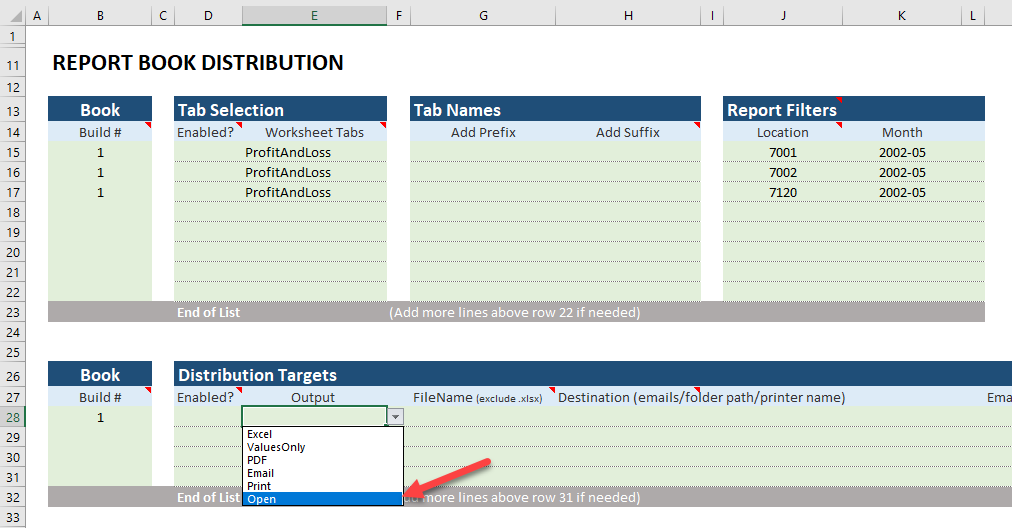 A B C D E F G H I J K L
1
11 REPORT BOOK DISTRIBUTION
12
13 Book Tab Selection Tab Names Report Filters
14 Build # Enabled? Worksheet Tabs Add Prefix Add Suffix Location Month
15 1 ProfitAndLoss 7001 2002-05
16 1 ProfitAndLoss 7002 2002-05
17 1 ProfitAndLoss 7120 2002-05
18
19
20
21
22
23 End of List (Add more lines above row 22 if needed)
24
25
26 Book Distribution Targets
27 Build # Enabled? Output FileName (exclude .xlsx) Destination (emails/folder path/printer name) Ema
28 1
Excel
29 ValuesOnly
30 PDF
Email
31 Print
32 End of List Open more lines above row 31 if needed)
33